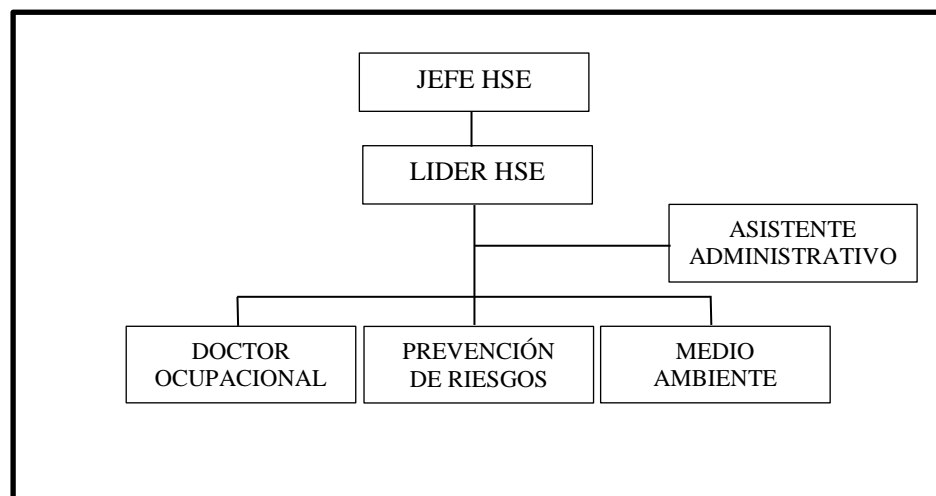 JEFE HSE
LIDER HSE
ASISTENTE
ADMINISTRATIVO
DOCTOR
OCUPACIONAL
PREVENCIÓN
DE RIESGOS
MEDIO
AMBIENTE